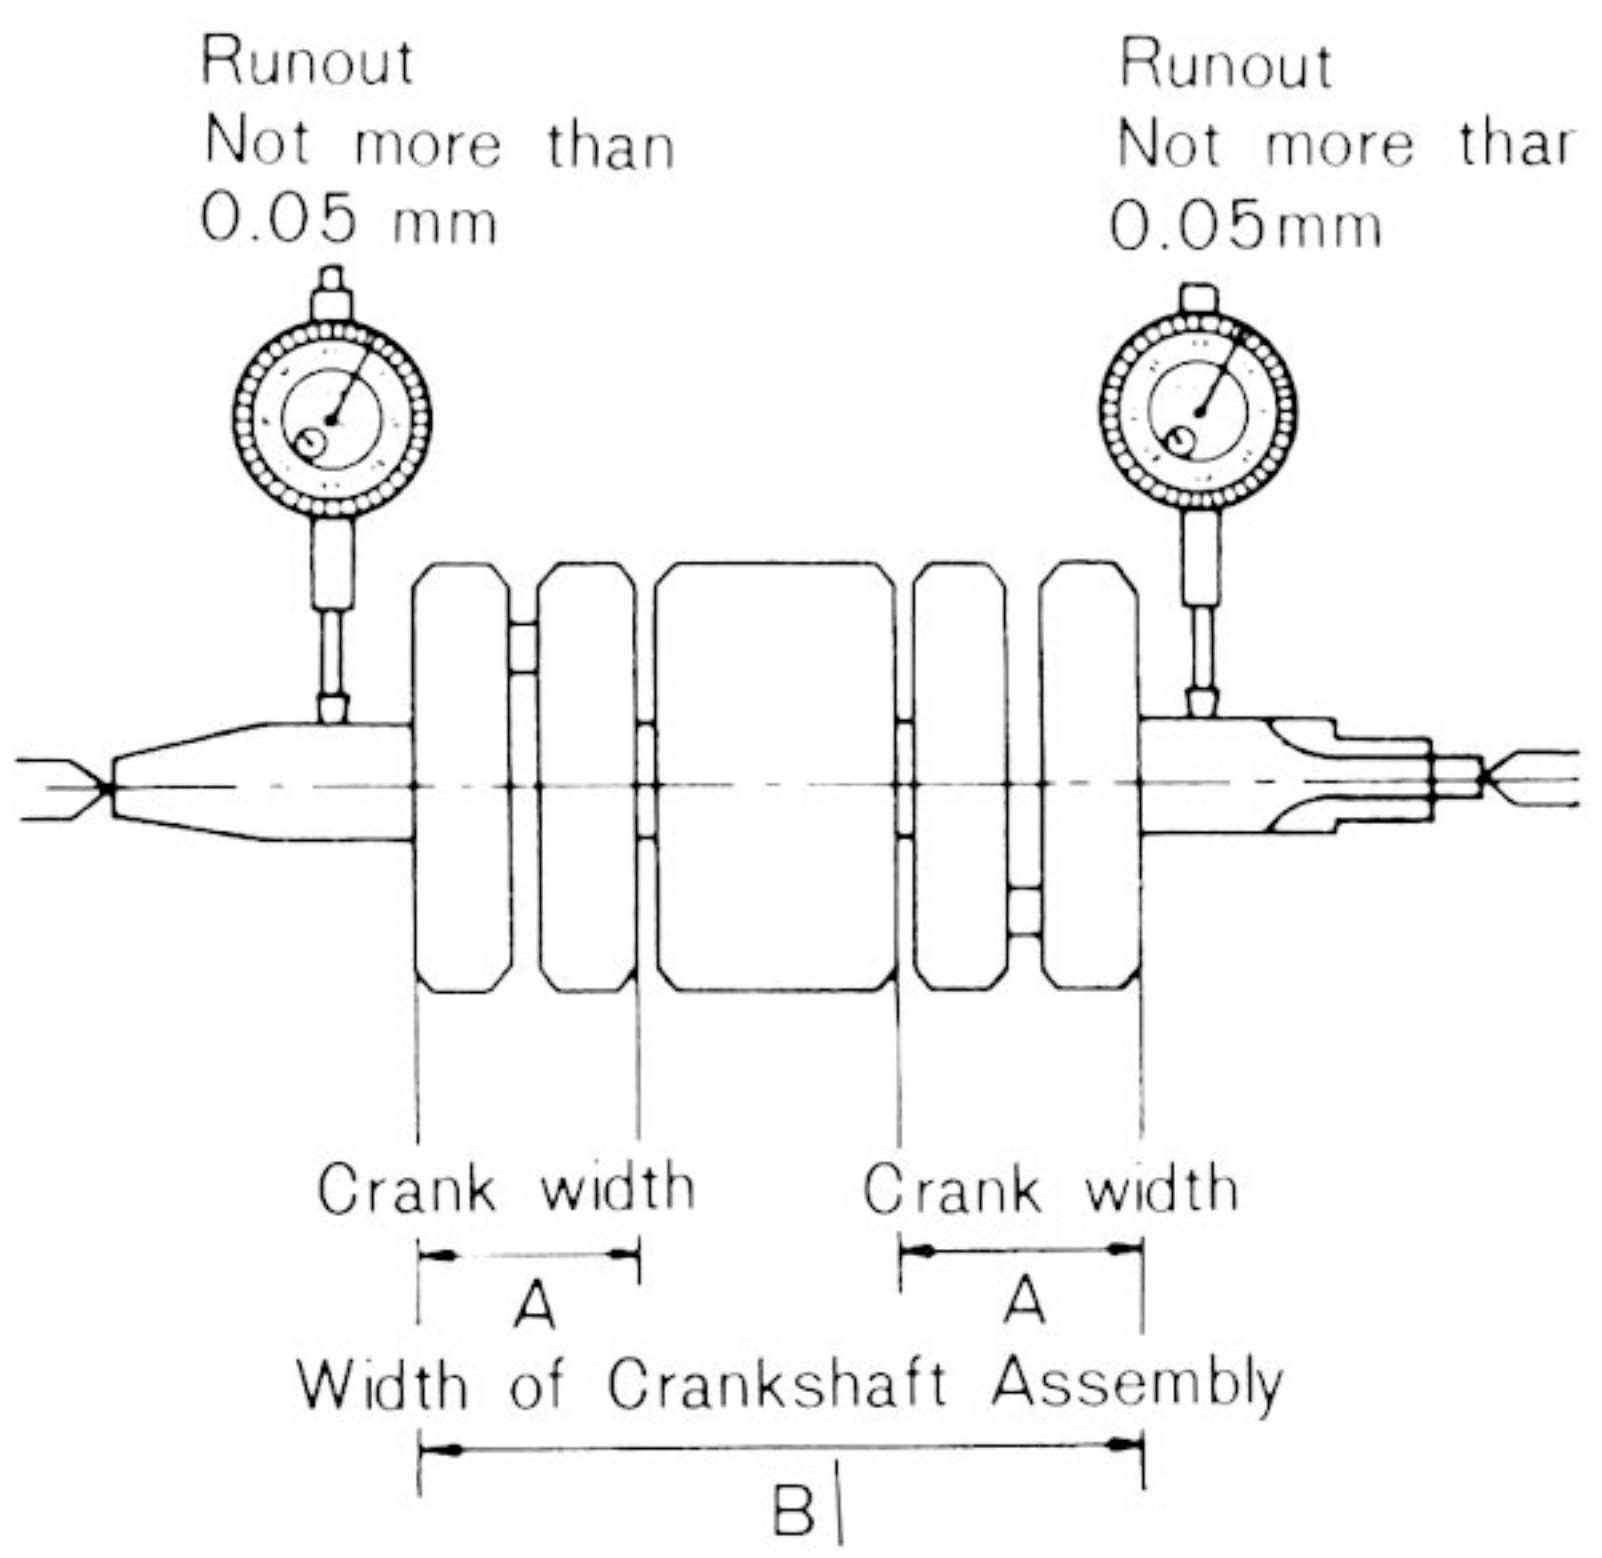 Runout
Not more than
0.05 mm
Runout
Not more thar
0.05mm
Crank width
Crank width
A
A
Width of Crankshaft Assembly
B